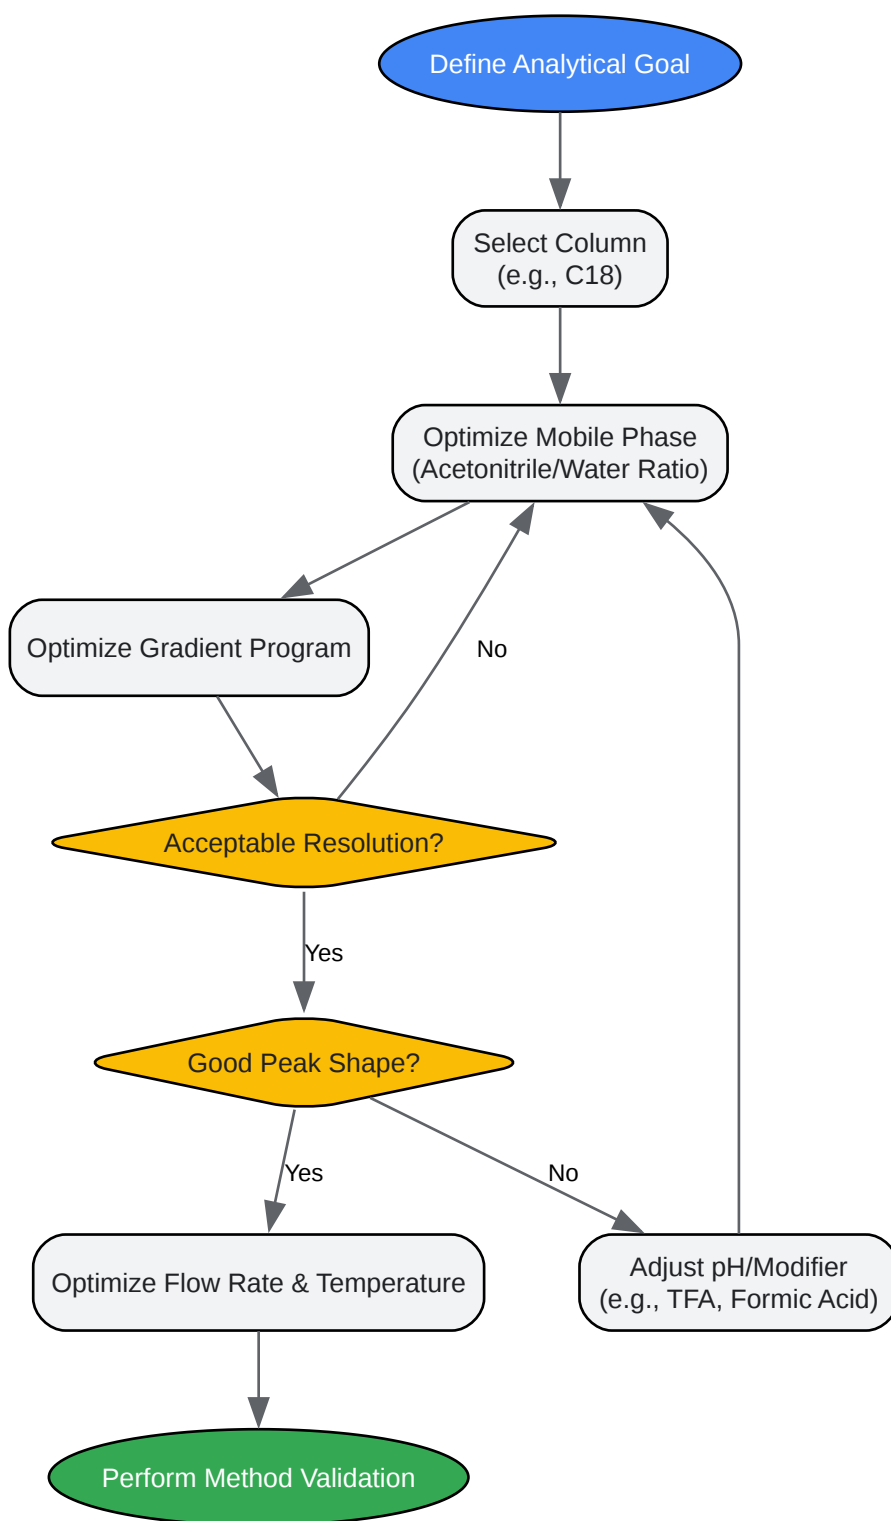 Define Analytical Goal
Select Column
(e.g., C18)
Optimize Mobile Phase
(Acetonitrile/Water Ratio)
Optimize Gradient Program
No
Acceptable Resolution?
Yes
Good Peak Shape?
Yes
No
Optimize Flow Rate & Temperature
Adjust pH/Modifier
(e.g., TFA, Formic Acid)
Perform Method Validation